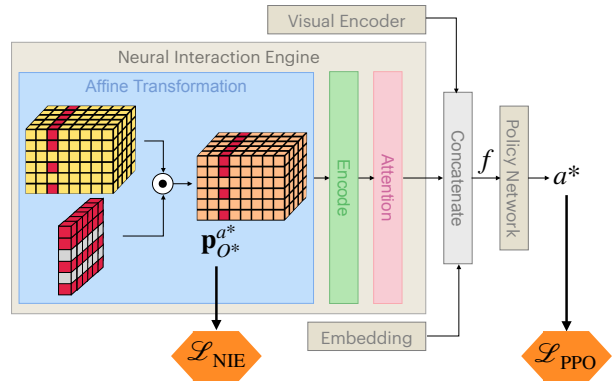 Visual Encoder
Neural Interaction Engine
Affine Transformation
Encode
Attention
Concatenate
f
Policy Network
a*
p_{O*}^{a*}
Embedding
ℒ_NIE
ℒ_PPO